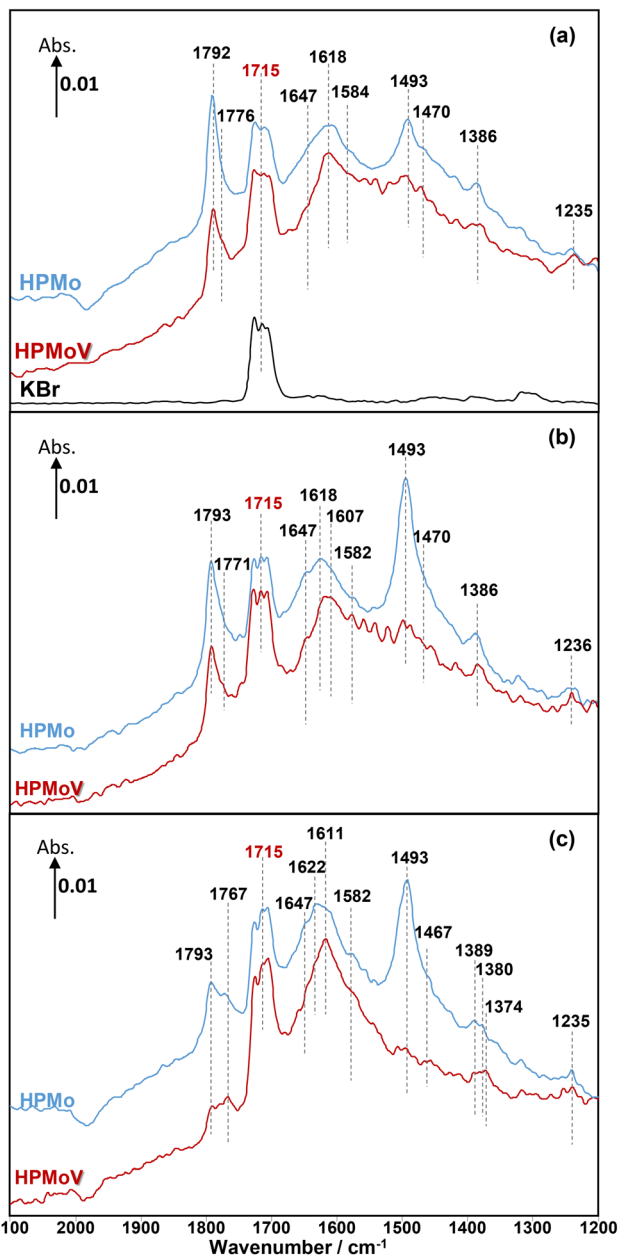 (a)
Abs.
0.01
1792
1776
1715
1647
1618
1584
1493
1470
1386
1235
HPMo
HPMoV
KBr
(b)
Abs.
0.01
1793
1771
1715
1647
1618
1607
1582
1493
1470
1386
1236
HPMo
HPMoV
(c)
Abs.
0.01
1793
1767
1715
1647
1622
1611
1582
1493
1467
1389
1380
1374
1235
HPMo
HPMoV
100 2000 1900 1800 1700 1600 1500 1400 1300 1200
Wavenumber / cm-1